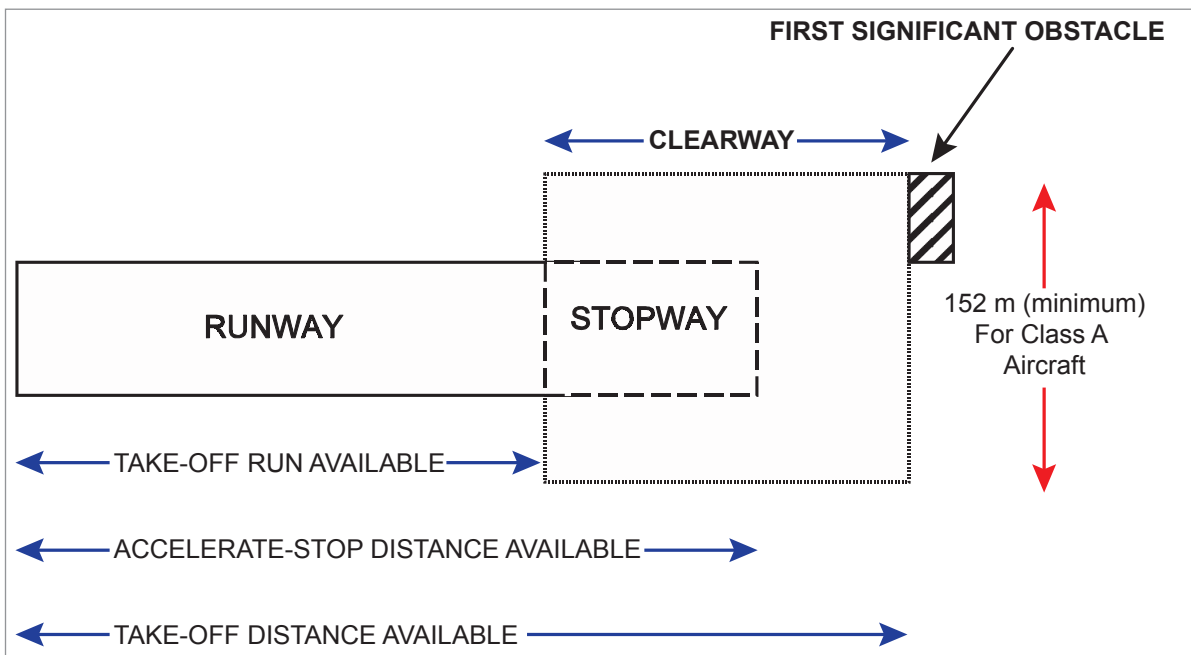 FIRST SIGNIFICANT OBSTACLE
CLEARWAY
RUNWAY
STOPWAY
152 m (minimum)
For Class A
Aircraft
TAKE-OFF RUN AVAILABLE
ACCELERATE-STOP DISTANCE AVAILABLE
TAKE-OFF DISTANCE AVAILABLE